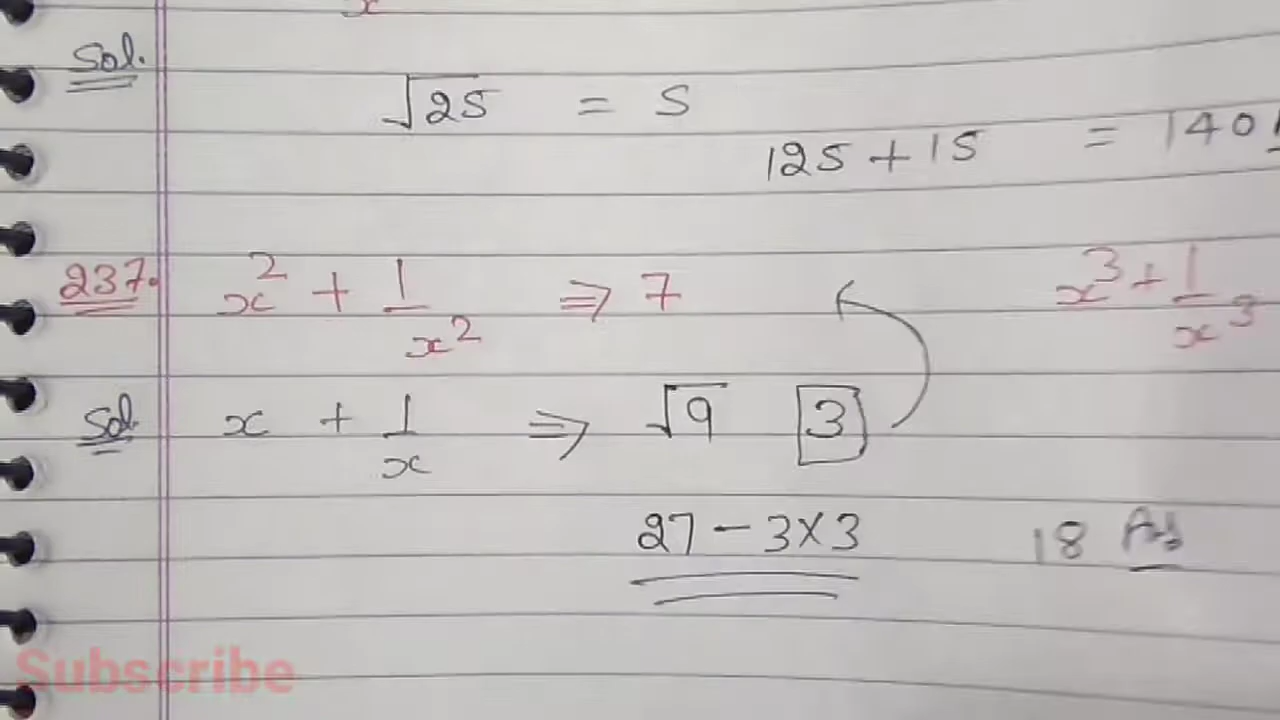 Sol.
√25 = 5
125 + 15 = 140
237. x² + 1/x² ⇒ 7 x³ + 1/x³
Sol x + 1/x ⇒ √9 3
27 - 3×3 18 Ans
Subscribe